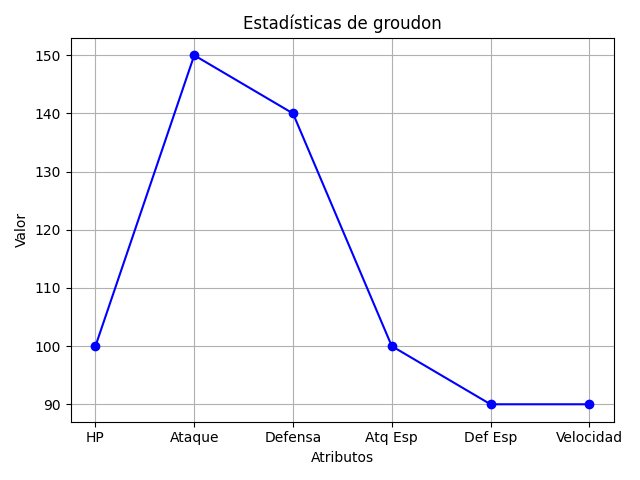 Estadísticas de groudon
150
140
130
120
110
100
90
Valor
HP Ataque Defensa Atq Esp Def Esp Velocidad
Atributos